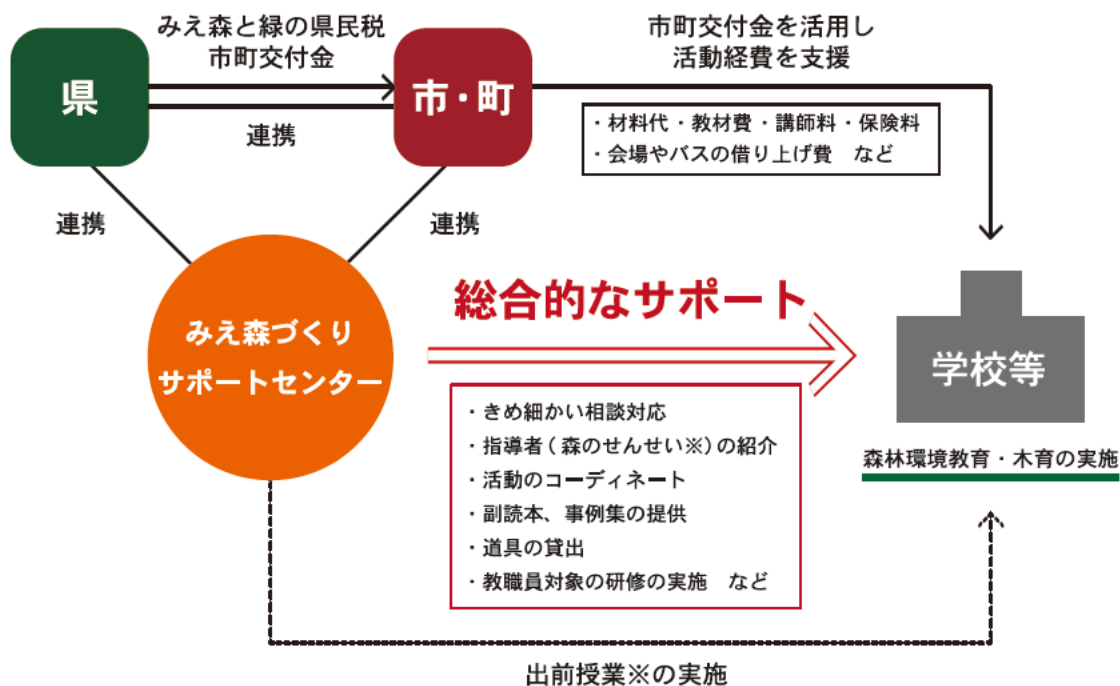 みえ森と緑の県民税
市町交付金
県
市・町
連携
市町交付金を活用し
活動経費を支援
・材料代・教材費・講師料・保険料
・会場やバスの借り上げ費　など
連携
連携
みえ森づくり
サポートセンター
総合的なサポート
・きめ細かい相談対応
・指導者（森のせんせい※）の紹介
・活動のコーディネート
・副読本、事例集の提供
・道具の貸出
・教職員対象の研修の実施　など
学校等
森林環境教育・木育の実施
出前授業※の実施